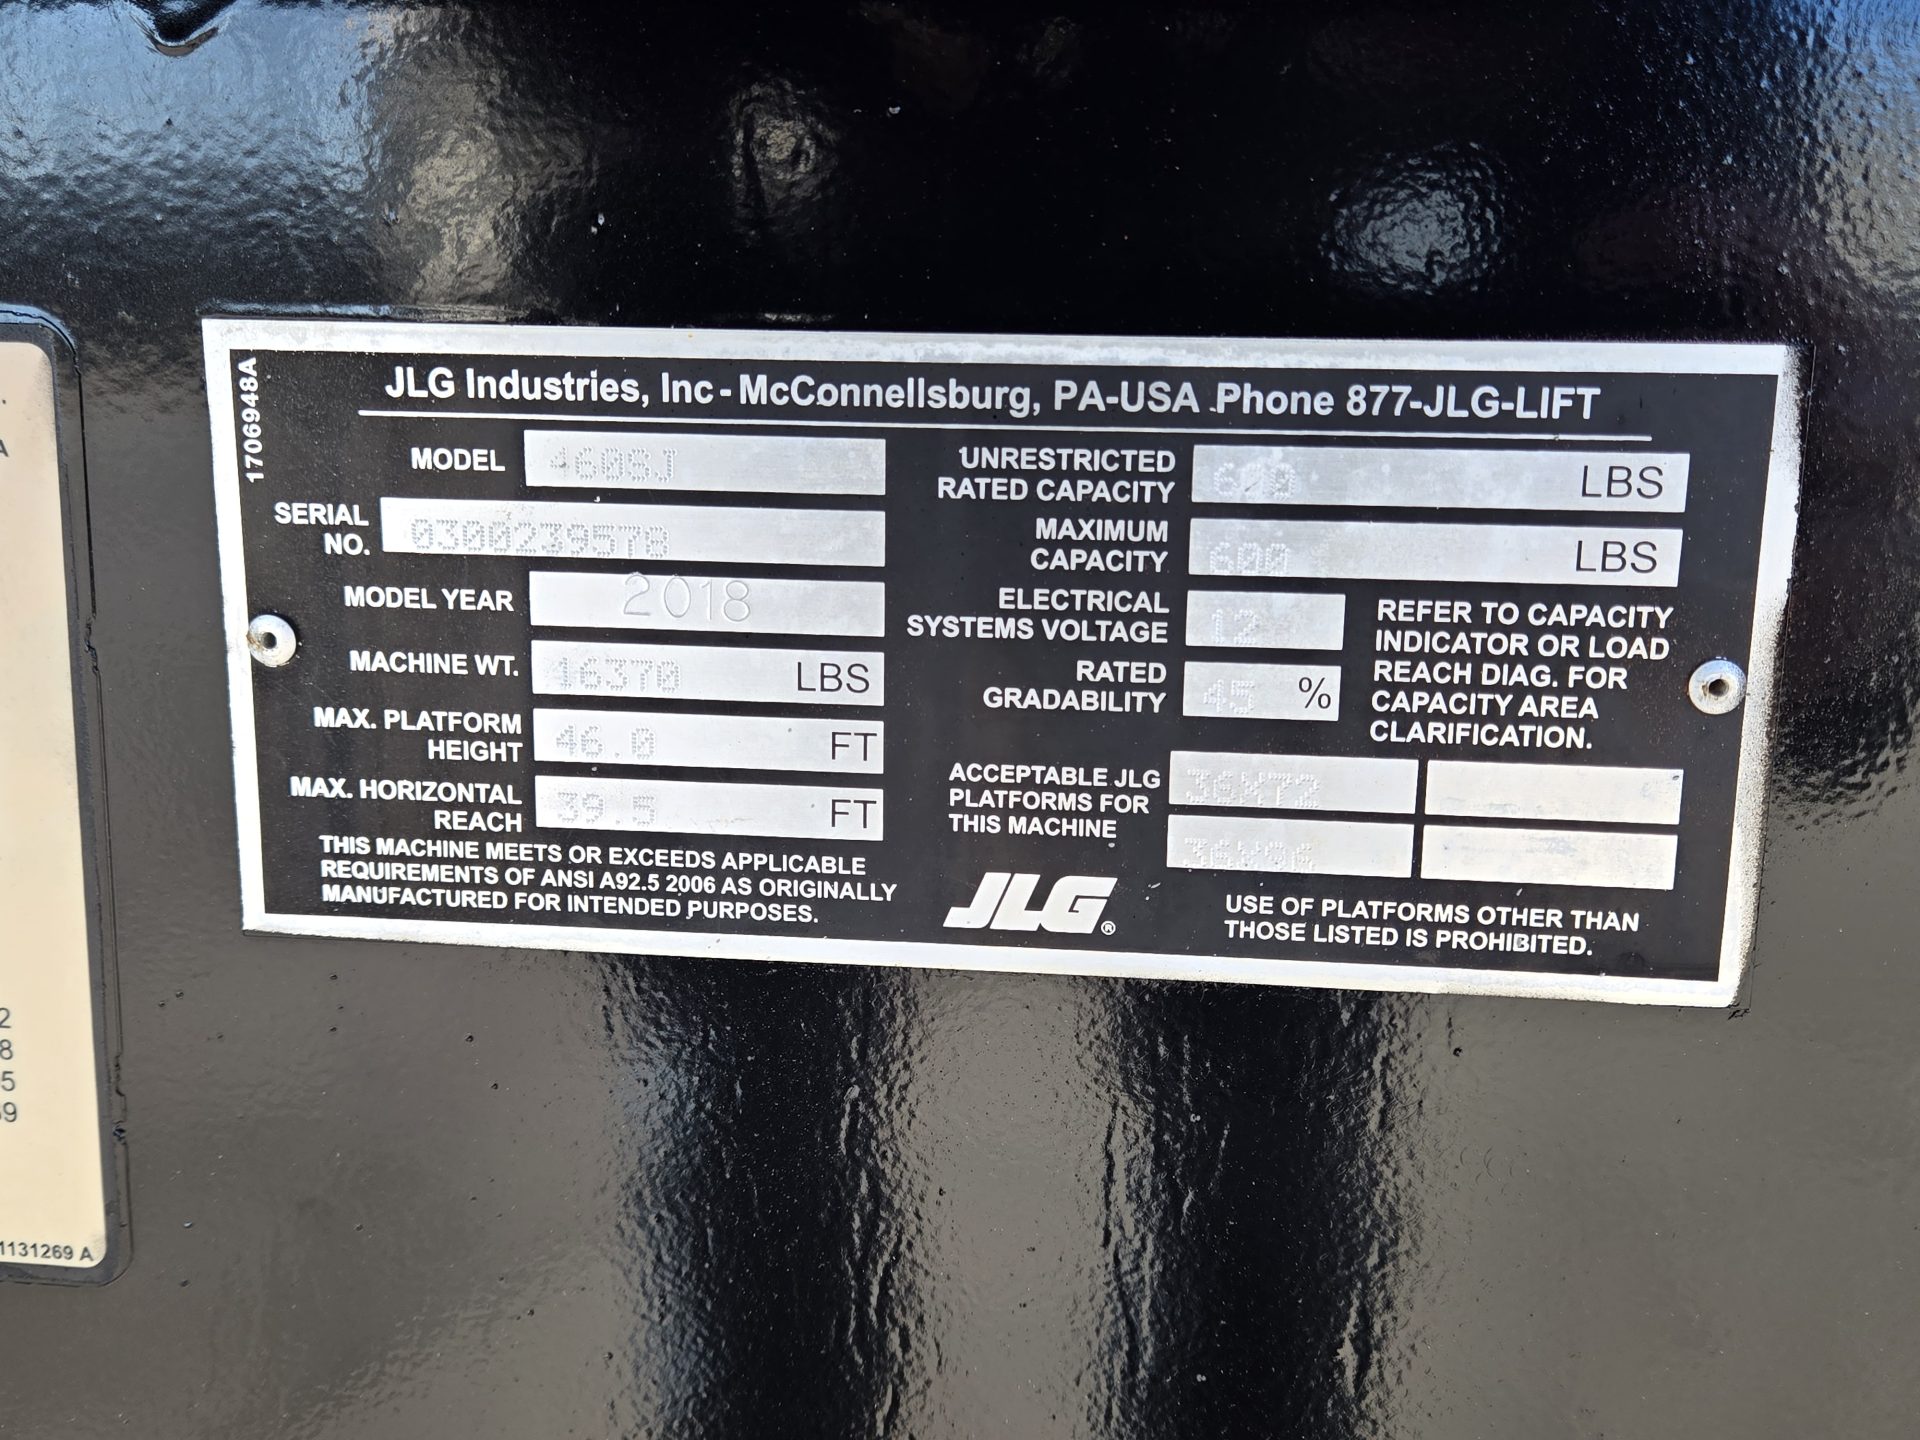 JLG Industries, Inc - McConnellsburg, PA-USA Phone 877-JLG-LIFT
1706948A
MODEL 460SJ
SERIAL NO. 0300239578
MODEL YEAR 2018
MACHINE WT. 16370 LBS
MAX. PLATFORM HEIGHT 46.0 FT
MAX. HORIZONTAL REACH 39.5 FT
THIS MACHINE MEETS OR EXCEEDS APPLICABLE
REQUIREMENTS OF ANSI A92.5 2006 AS ORIGINALLY
MANUFACTURED FOR INTENDED PURPOSES.
UNRESTRICTED RATED CAPACITY 600 LBS
MAXIMUM CAPACITY 600 LBS
ELECTRICAL SYSTEMS VOLTAGE 12
RATED GRADABILITY 45 %
REFER TO CAPACITY
INDICATOR OR LOAD
REACH DIAG. FOR
CAPACITY AREA
CLARIFICATION.
ACCEPTABLE JLG
PLATFORMS FOR
THIS MACHINE
36X72
36X96
JLG®
USE OF PLATFORMS OTHER THAN
THOSE LISTED IS PROHIBITED.
1131269 A